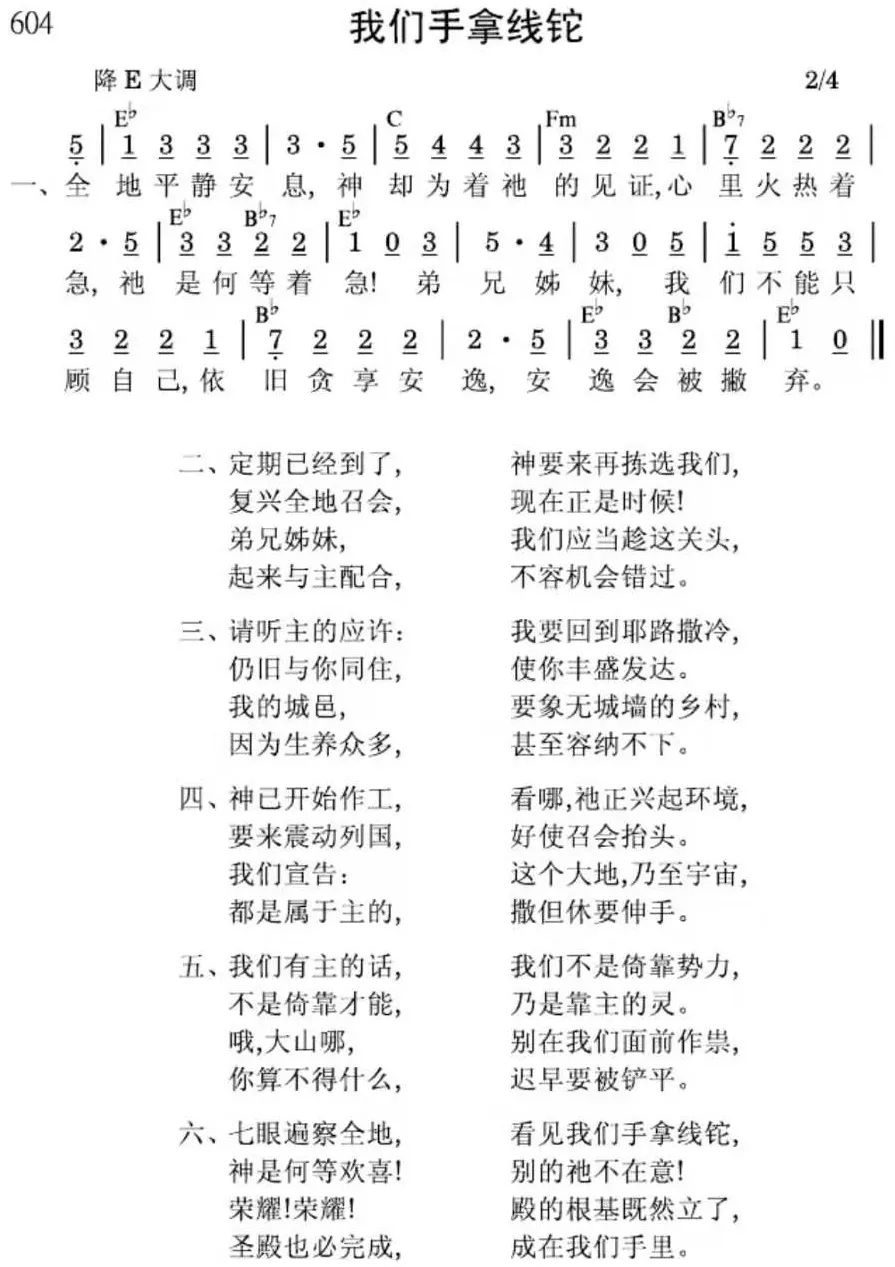 604
我们手拿线铊
降 E 大调 2/4
E♭ C Fm B♭7
5 | 1 3 3 3 | 3 · 5 | 5 4 4 3 | 3 2 2 1 | 7 2 2 2 |
一、全 地平静安 息, 神 却为着祂 的见证,心 里火热着
E♭ B♭7 E♭
2 · 5 | 3 3 2 2 | 1 0 3 | 5 · 4 | 3 0 5 | 1 5 5 3 |
急, 祂 是何等着 急! 弟 兄 姊 妹, 我 们不能只
B♭ E♭ B♭ E♭
3 2 2 1 | 7 2 2 2 | 2 · 5 | 3 3 2 2 | 1 0 ||
顾自己,依 旧贪享安 逸, 安 逸会被撇 弃。
二、定期已经到了, 神要来再拣选我们,
复兴全地召会, 现在正是时候!
弟兄姊妹, 我们应当趁这关头,
起来与主配合, 不容机会错过。
三、请听主的应许: 我要回到耶路撒冷,
仍旧与你同住, 使你丰盛发达。
我的城邑, 要象无城墙的乡村,
因为生养众多, 甚至容纳不下。
四、神已开始作工, 看哪,祂正兴起环境,
要来震动列国, 好使召会抬头。
我们宣告: 这个大地,乃至宇宙,
都是属于主的, 撒但休要伸手。
五、我们有主的话, 我们不是倚靠势力,
不是倚靠才能, 乃是靠主的灵。
哦,大山哪, 别在我们面前作祟,
你算不得什么, 迟早要被铲平。
六、七眼遍察全地, 看见我们手拿线铊,
神是何等欢喜! 别的祂不在意!
荣耀!荣耀! 殿的根基既然立了,
圣殿也必完成, 成在我们手里。